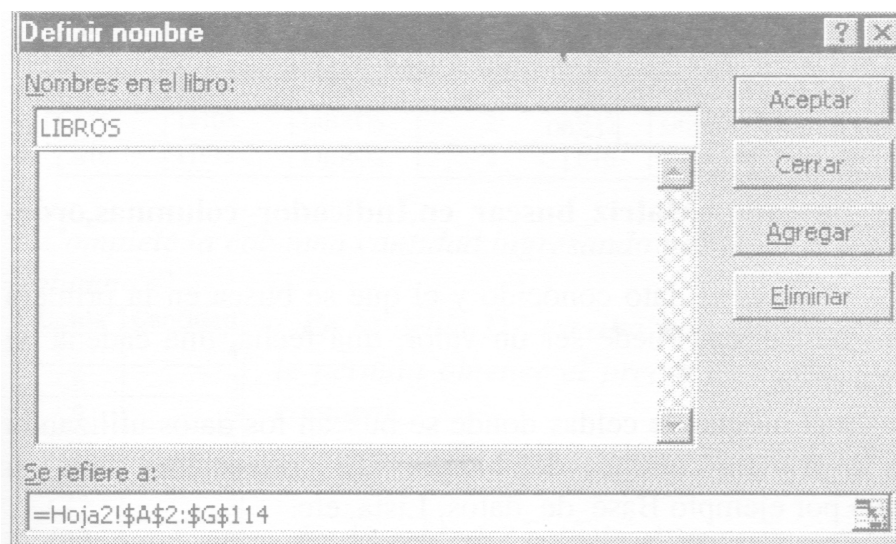 Definir nombre
Nombres en el libro:
LIBROS
Aceptar
Cerrar
Agregar
Eliminar
Se refiere a:
=Hoja2!$A$2:$G$114